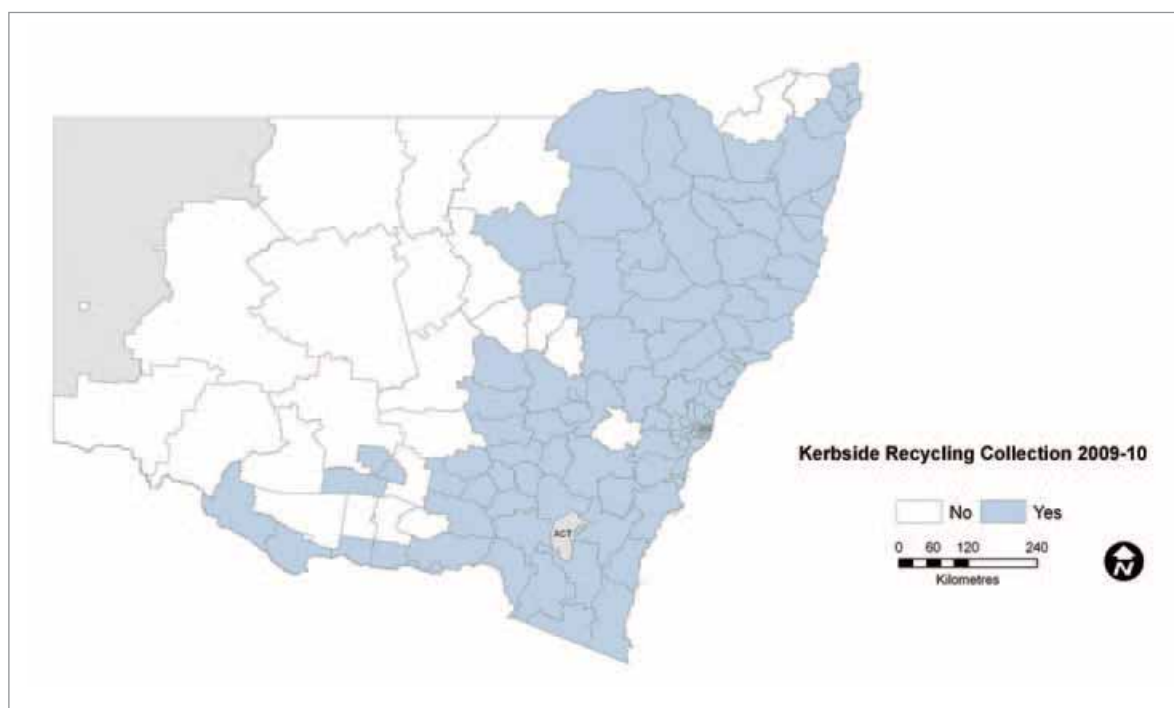 ACT
Kerbside Recycling Collection 2009-10
No Yes
0 60 120 240
Kilometres
N